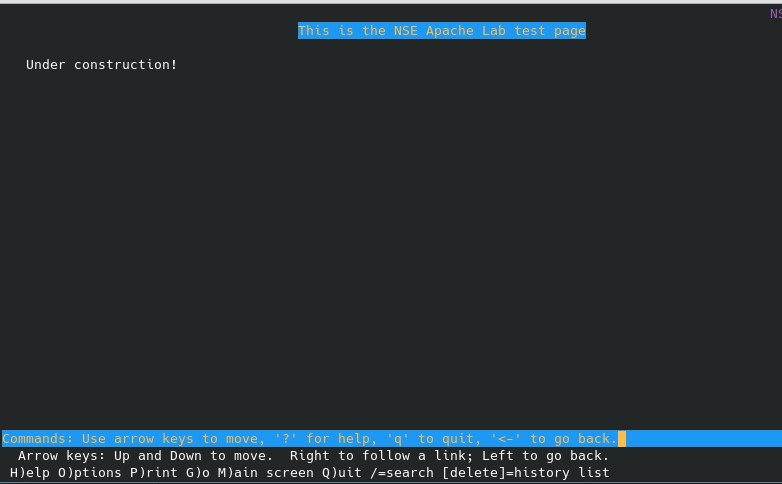 NS
This is the NSE Apache Lab test page
Under construction!
Commands: Use arrow keys to move, '?' for help, 'q' to quit, '<-' to go back.
Arrow keys: Up and Down to move.  Right to follow a link; Left to go back.
H)elp O)ptions P)rint G)o M)ain screen Q)uit /=search [delete]=history list